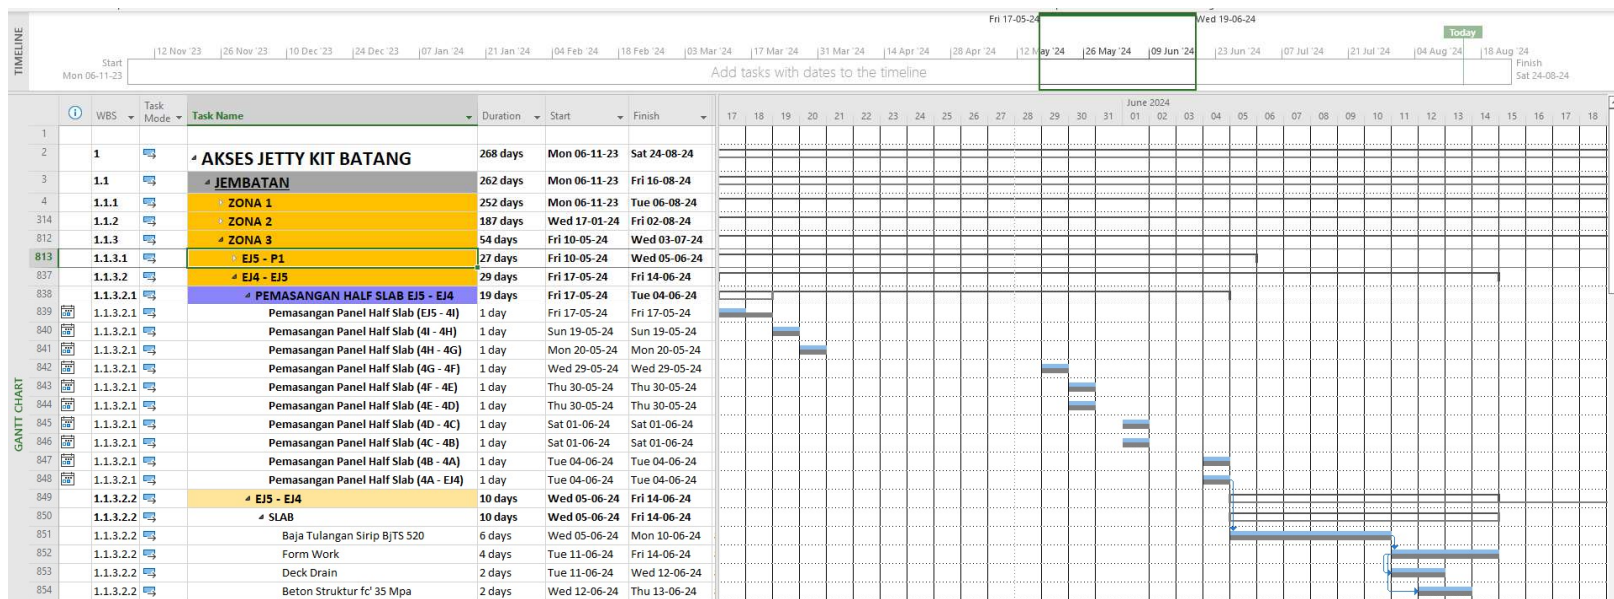 Fri 17-05-24 Wed 19-06-24
Today
12 Nov '23 26 Nov '23 10 Dec '23 24 Dec '23 07 Jan '24 21 Jan '24 04 Feb '24 18 Feb '24 03 Mar '24 17 Mar '24 31 Mar '24 14 Apr '24 28 Apr '24 12 May '24 26 May '24 09 Jun '24 23 Jun '24 07 Jul '24 21 Jul '24 04 Aug '24 18 Aug '24
TIMELINE
Start
Mon 06-11-23
Add tasks with dates to the timeline
Finish
Sat 24-08-24
GANTT CHART
WBS Task Mode Task Name Duration Start Finish
June 2024
17 18 19 20 21 22 23 24 25 26 27 28 29 30 31 01 02 03 04 05 06 07 08 09 10 11 12 13 14 15 16 17 18
1
2 1 AKSES JETTY KIT BATANG 268 days Mon 06-11-23 Sat 24-08-24
3 1.1 JEMBATAN 262 days Mon 06-11-23 Fri 16-08-24
4 1.1.1 ZONA 1 252 days Mon 06-11-23 Tue 06-08-24
314 1.1.2 ZONA 2 187 days Wed 17-01-24 Fri 02-08-24
812 1.1.3 ZONA 3 54 days Fri 10-05-24 Wed 03-07-24
813 1.1.3.1 EJ5 - P1 27 days Fri 10-05-24 Wed 05-06-24
837 1.1.3.2 EJ4 - EJ5 29 days Fri 17-05-24 Fri 14-06-24
838 1.1.3.2.1 PEMASANGAN HALF SLAB EJ5 - EJ4 19 days Fri 17-05-24 Tue 04-06-24
839 1.1.3.2.1 Pemasangan Panel Half Slab (EJ5 - 4I) 1 day Fri 17-05-24 Fri 17-05-24
840 1.1.3.2.1 Pemasangan Panel Half Slab (4I - 4H) 1 day Sun 19-05-24 Sun 19-05-24
841 1.1.3.2.1 Pemasangan Panel Half Slab (4H - 4G) 1 day Mon 20-05-24 Mon 20-05-24
842 1.1.3.2.1 Pemasangan Panel Half Slab (4G - 4F) 1 day Wed 29-05-24 Wed 29-05-24
843 1.1.3.2.1 Pemasangan Panel Half Slab (4F - 4E) 1 day Thu 30-05-24 Thu 30-05-24
844 1.1.3.2.1 Pemasangan Panel Half Slab (4E - 4D) 1 day Thu 30-05-24 Thu 30-05-24
845 1.1.3.2.1 Pemasangan Panel Half Slab (4D - 4C) 1 day Sat 01-06-24 Sat 01-06-24
846 1.1.3.2.1 Pemasangan Panel Half Slab (4C - 4B) 1 day Sat 01-06-24 Sat 01-06-24
847 1.1.3.2.1 Pemasangan Panel Half Slab (4B - 4A) 1 day Tue 04-06-24 Tue 04-06-24
848 1.1.3.2.1 Pemasangan Panel Half Slab (4A - EJ4) 1 day Tue 04-06-24 Tue 04-06-24
849 1.1.3.2.2 EJ5 - EJ4 10 days Wed 05-06-24 Fri 14-06-24
850 1.1.3.2.2 SLAB 10 days Wed 05-06-24 Fri 14-06-24
851 1.1.3.2.2 Baja Tulangan Sirip BjTS 520 6 days Wed 05-06-24 Mon 10-06-24
852 1.1.3.2.2 Form Work 4 days Tue 11-06-24 Fri 14-06-24
853 1.1.3.2.2 Deck Drain 2 days Tue 11-06-24 Wed 12-06-24
854 1.1.3.2.2 Beton Struktur fc' 35 Mpa 2 days Wed 12-06-24 Thu 13-06-24